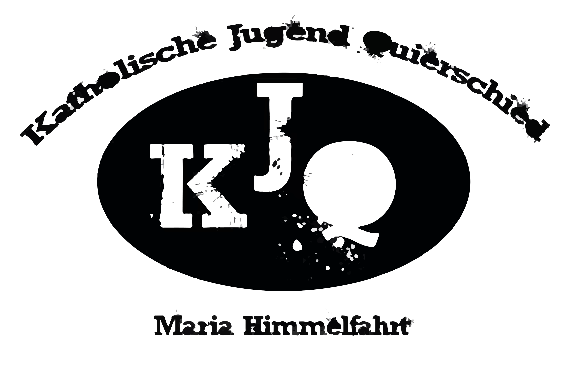 Katholische Jugend Quierschied
KJQ
Maria Himmelfahrt